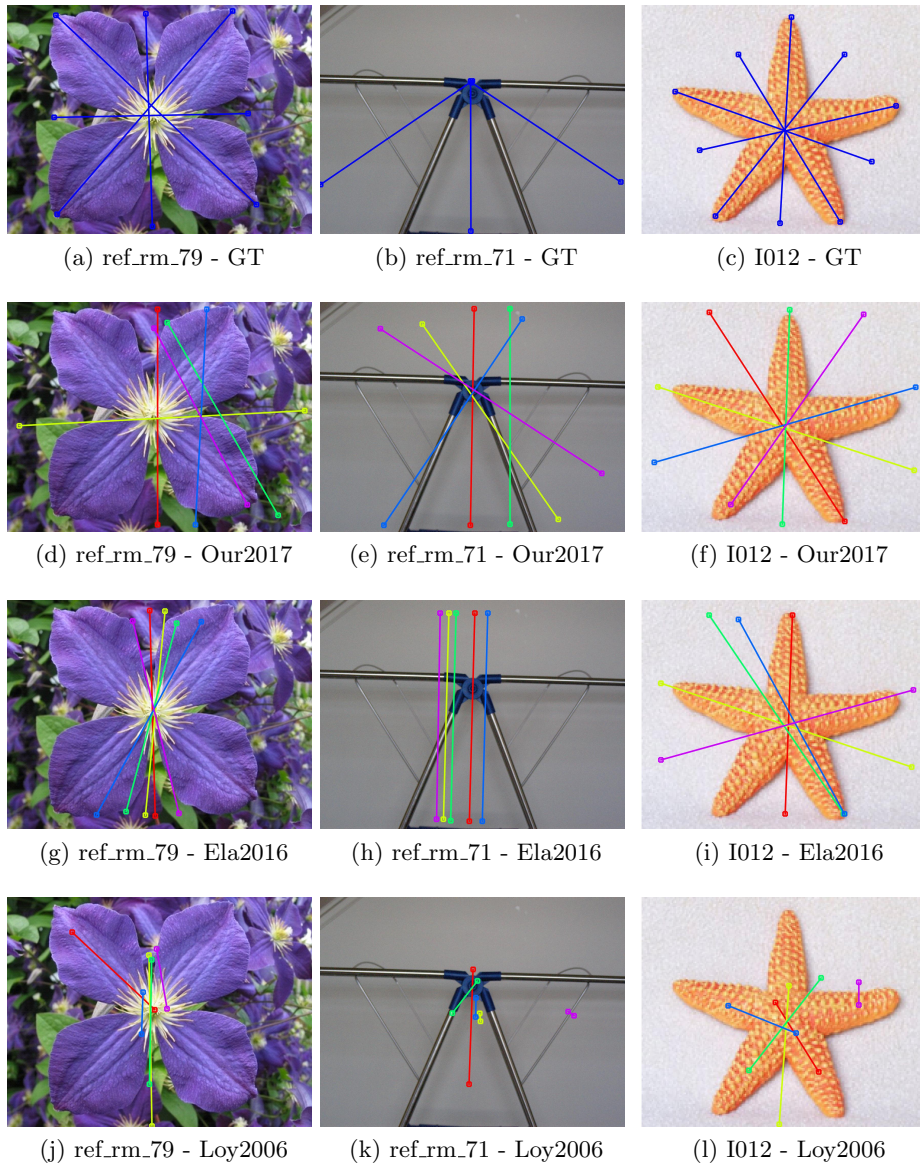 (a) ref_rm_79 - GT
(b) ref_rm_71 - GT
(c) I012 - GT
(d) ref_rm_79 - Our2017
(e) ref_rm_71 - Our2017
(f) I012 - Our2017
(g) ref_rm_79 - Ela2016
(h) ref_rm_71 - Ela2016
(i) I012 - Ela2016
(j) ref_rm_79 - Loy2006
(k) ref_rm_71 - Loy2006
(l) I012 - Loy2006